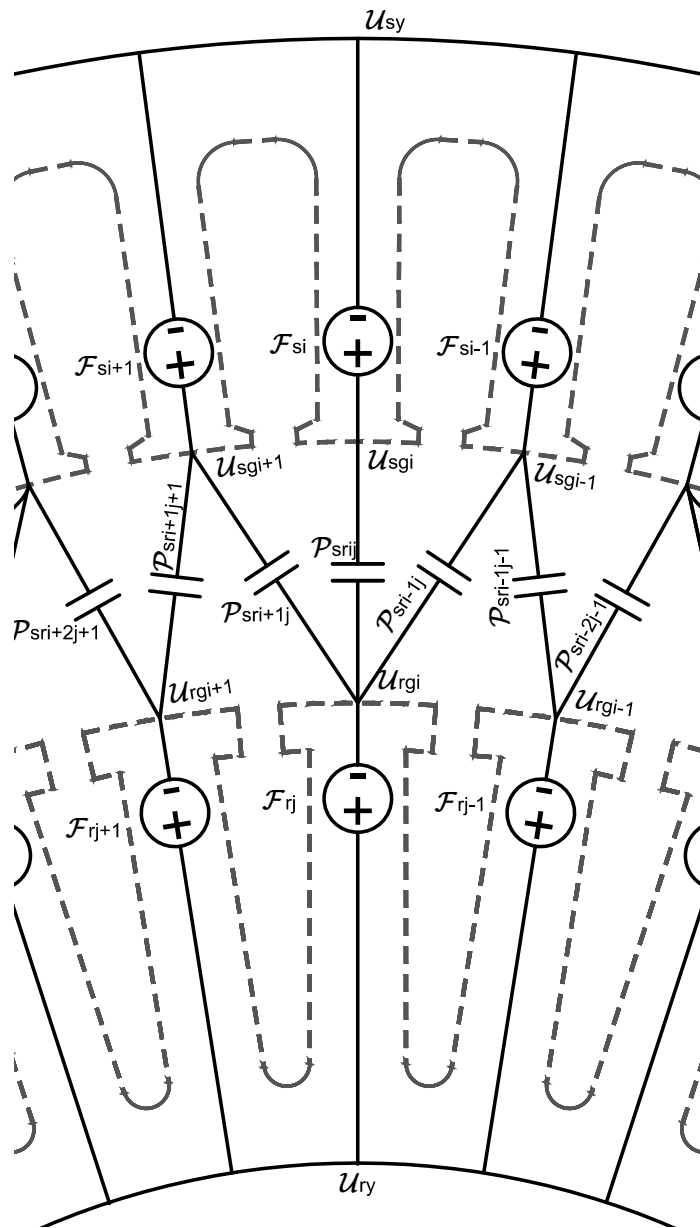 𝒰sy
ℱsi+1
ℱsi
ℱsi-1
𝒰sgi+1
𝒰sgi
𝒰sgi-1
𝒫sri+2j+1
𝒫sri+1j+1
𝒫sri+1j
𝒫srij
𝒫sri-1j
𝒫sri-1j-1
𝒫sri-2j-1
𝒰rgi+1
𝒰rgi
𝒰rgi-1
ℱrj+1
ℱrj
ℱrj-1
𝒰ry